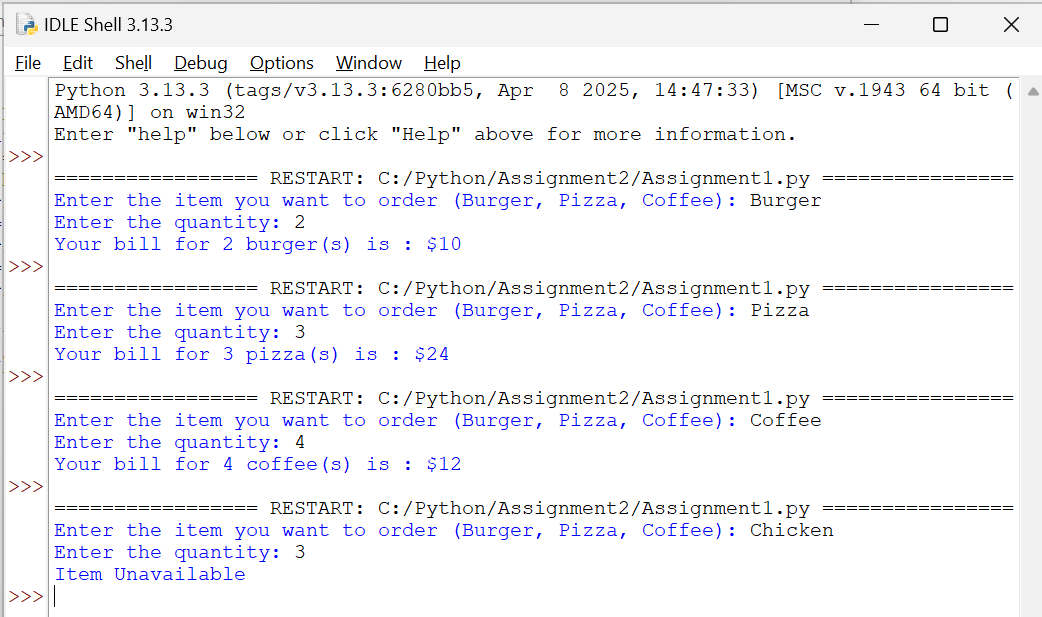 IDLE Shell 3.13.3
File Edit Shell Debug Options Window Help
Python 3.13.3 (tags/v3.13.3:6280bb5, Apr  8 2025, 14:47:33) [MSC v.1943 64 bit (
AMD64)] on win32
Enter "help" below or click "Help" above for more information.
>>>
================= RESTART: C:/Python/Assignment2/Assignment1.py ================
Enter the item you want to order (Burger, Pizza, Coffee): Burger
Enter the quantity: 2
Your bill for 2 burger(s) is : $10
>>>
================= RESTART: C:/Python/Assignment2/Assignment1.py ================
Enter the item you want to order (Burger, Pizza, Coffee): Pizza
Enter the quantity: 3
Your bill for 3 pizza(s) is : $24
>>>
================= RESTART: C:/Python/Assignment2/Assignment1.py ================
Enter the item you want to order (Burger, Pizza, Coffee): Coffee
Enter the quantity: 4
Your bill for 4 coffee(s) is : $12
>>>
================= RESTART: C:/Python/Assignment2/Assignment1.py ================
Enter the item you want to order (Burger, Pizza, Coffee): Chicken
Enter the quantity: 3
Item Unavailable
>>>